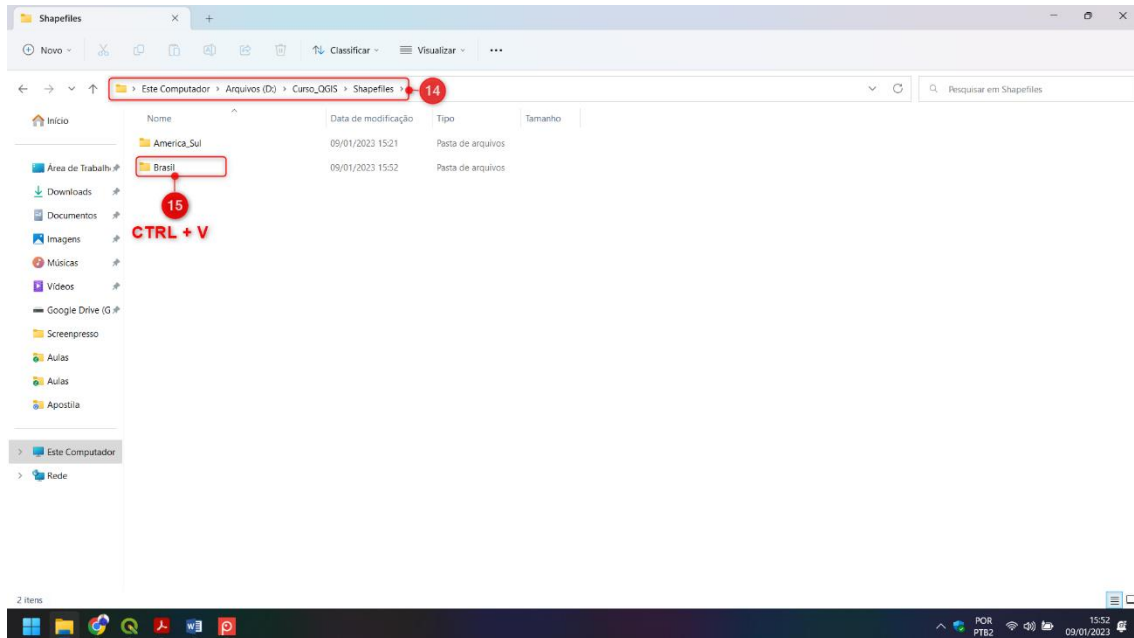 Shapefiles
Novo
Classificar
Visualizar
Este Computador > Arquivos (D:) > Curso_QGIS > Shapefiles >
14
Pesquisar em Shapefiles
Início
Nome
Data de modificação
Tipo
Tamanho
America_Sul
09/01/2023 15:21
Pasta de arquivos
Área de Trabalh
Brasil
09/01/2023 15:52
Pasta de arquivos
Downloads
15
Documentos
CTRL + V
Imagens
Músicas
Vídeos
Google Drive (G
Screenpresso
Aulas
Aulas
Apostila
Este Computador
Rede
2 itens
POR
PTB2
15:52
09/01/2023